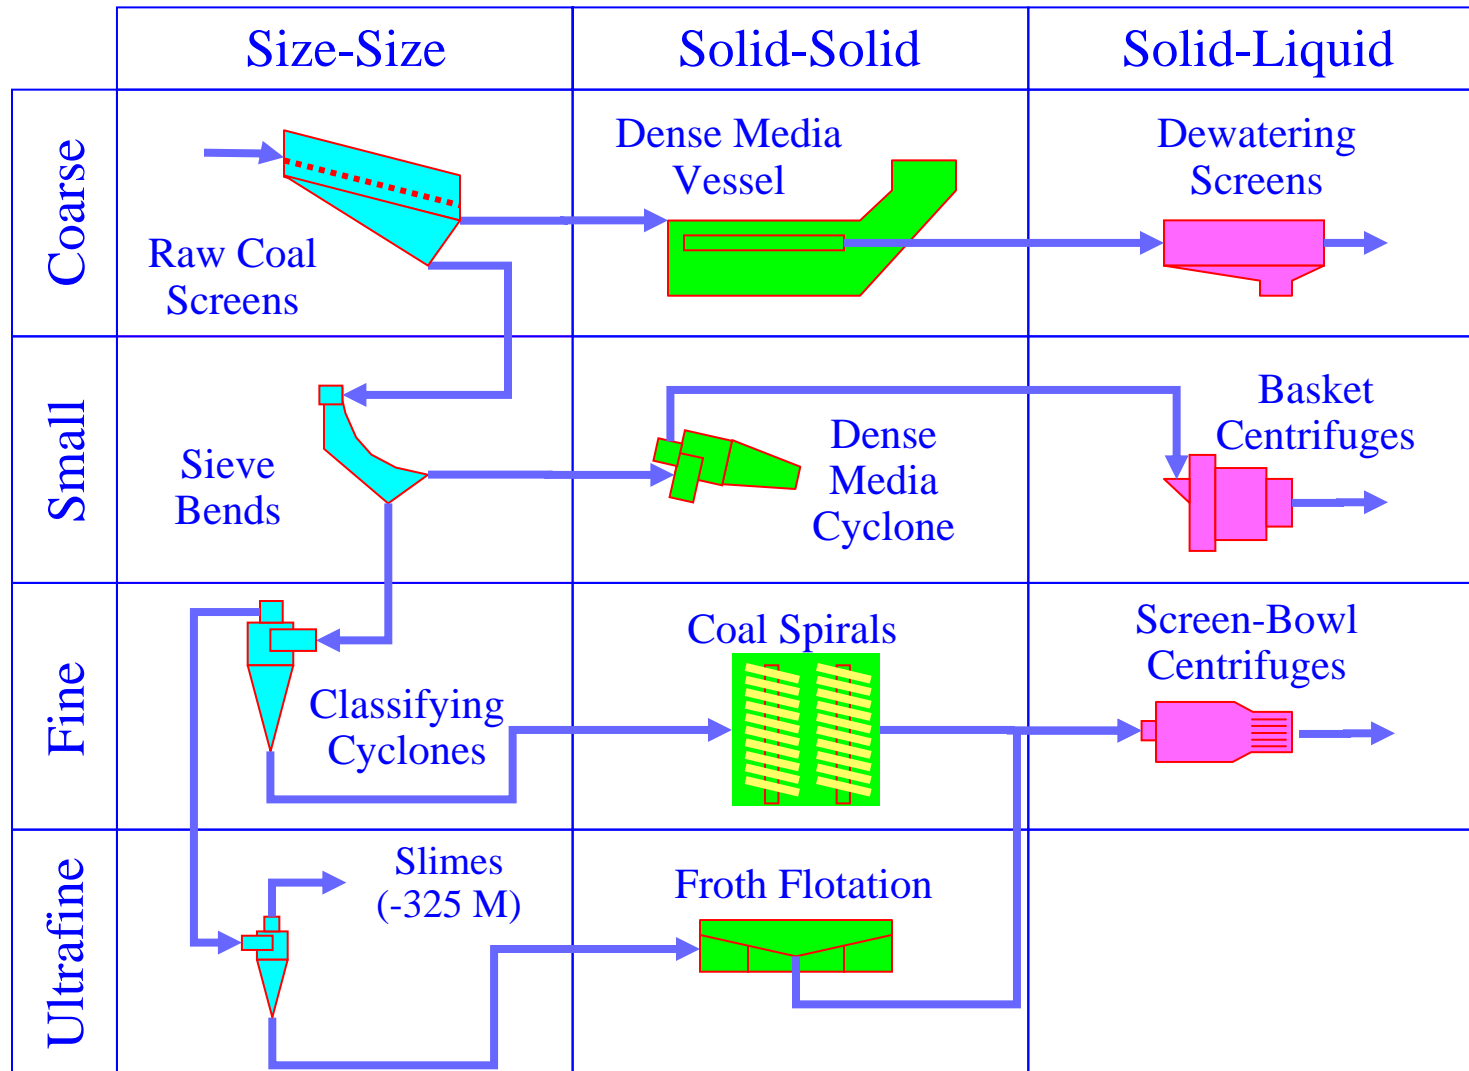 Size-Size
Solid-Solid
Solid-Liquid
Coarse
Raw Coal
Screens
Dense Media
Vessel
Dewatering
Screens
Small
Sieve
Bends
Dense
Media
Cyclone
Basket
Centrifuges
Fine
Classifying
Cyclones
Coal Spirals
Screen-Bowl
Centrifuges
Ultrafine
Slimes
(-325 M)
Froth Flotation